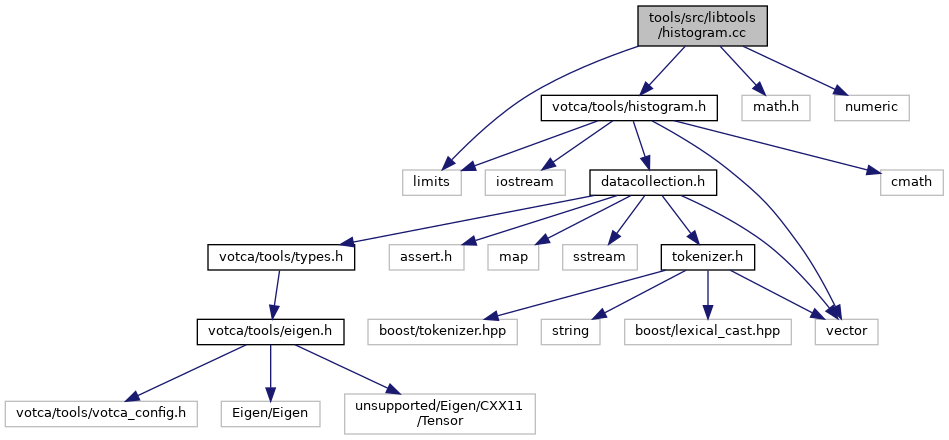 tools/src/libtools
/histogram.cc
votca/tools/histogram.h
math.h
numeric
limits
iostream
datacollection.h
cmath
votca/tools/types.h
assert.h
map
sstream
tokenizer.h
votca/tools/eigen.h
boost/tokenizer.hpp
string
boost/lexical_cast.hpp
vector
votca/tools/votca_config.h
Eigen/Eigen
unsupported/Eigen/CXX11
/Tensor